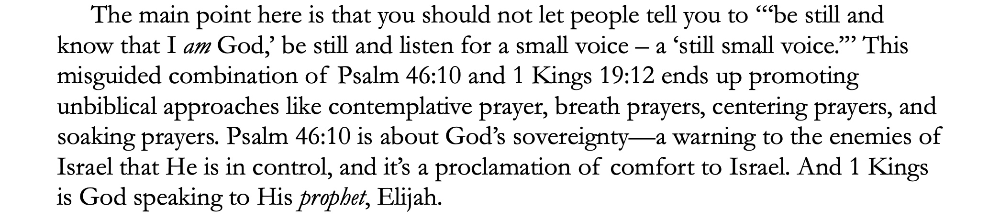 The main point here is that you should not let people tell you to “‘be still and
know that I am God,’ be still and listen for a small voice – a ‘still small voice.’” This
misguided combination of Psalm 46:10 and 1 Kings 19:12 ends up promoting
unbiblical approaches like contemplative prayer, breath prayers, centering prayers, and
soaking prayers. Psalm 46:10 is about God’s sovereignty—a warning to the enemies of
Israel that He is in control, and it’s a proclamation of comfort to Israel. And 1 Kings
is God speaking to His prophet, Elijah.